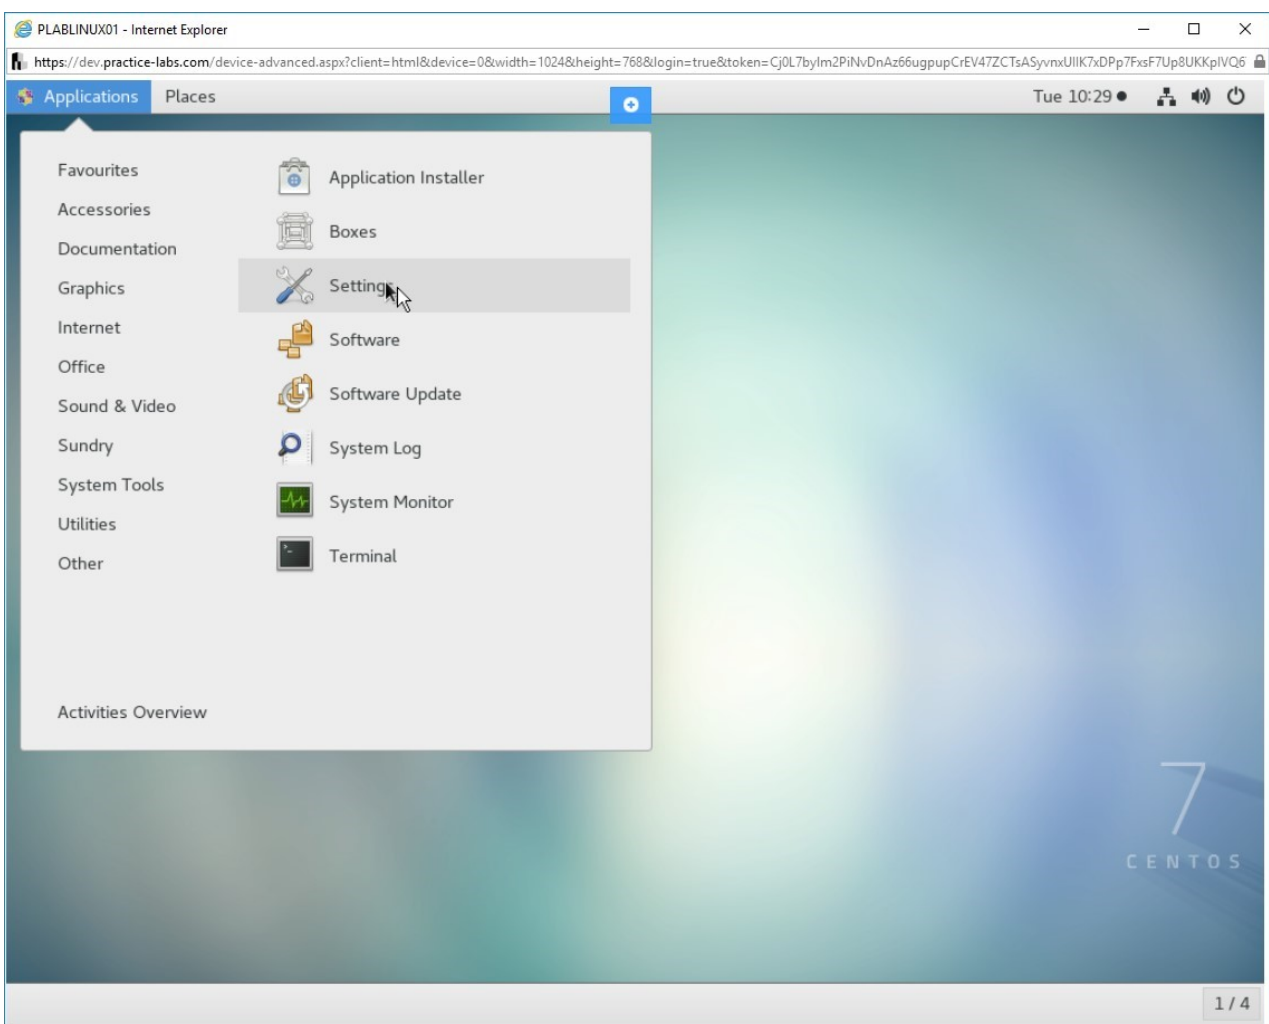 PLABLINUX01 - Internet Explorer
https://dev.practice-labs.com/device-advanced.aspx?client=html&device=0&width=1024&height=768&login=true&token=
Applications Places Tue 10:29
Favourites
Accessories
Documentation
Graphics
Internet
Office
Sound & Video
Sundry
System Tools
Utilities
Other
Activities Overview
Application Installer
Boxes
Settings
Software
Software Update
System Log
System Monitor
Terminal
7
CENTOS
1 / 4